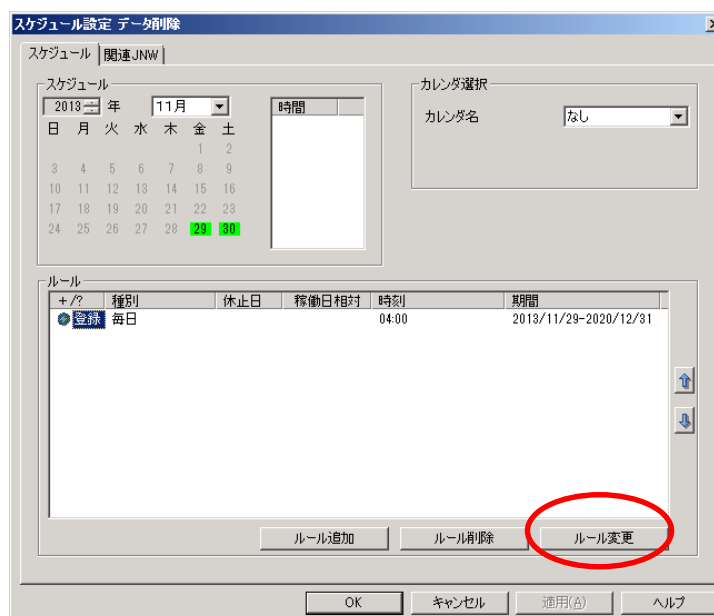 スケジュール設定 データ削除
スケジュール 関連JNW
スケジュール
2013 年 11月
時間
日 月 火 水 木 金 土
1 2
3 4 5 6 7 8 9
10 11 12 13 14 15 16
17 18 19 20 21 22 23
24 25 26 27 28 29 30
カレンダ選択
カレンダ名 なし
ルール
+/? 種別 休止日 稼働日相対 時刻 期間
登録 毎日 04:00 2013/11/29-2020/12/31
ルール追加 ルール削除 ルール変更
OK キャンセル 適用(A) ヘルプ